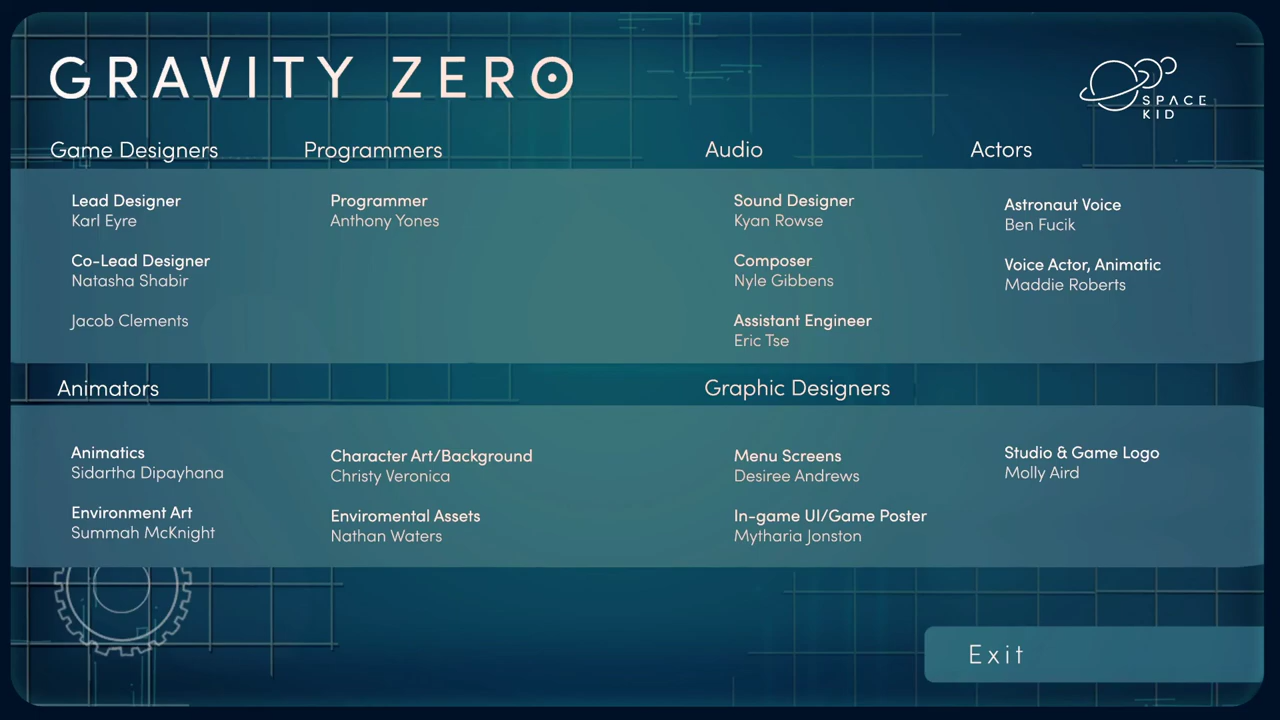 GRAVITY ZERO
SPACE
KID
Game Designers
Lead Designer
Karl Eyre
Co-Lead Designer
Natasha Shabir
Jacob Clements
Programmers
Programmer
Anthony Yones
Audio
Sound Designer
Kyan Rowse
Composer
Nyle Gibbens
Assistant Engineer
Eric Tse
Actors
Astronaut Voice
Ben Fucik
Voice Actor, Animatic
Maddie Roberts
Animators
Animatics
Sidartha Dipayhana
Environment Art
Summah McKnight
Character Art/Background
Christy Veronica
Enviromental Assets
Nathan Waters
Graphic Designers
Menu Screens
Desiree Andrews
In-game UI/Game Poster
Mytharia Jonston
Studio & Game Logo
Molly Aird
Exit